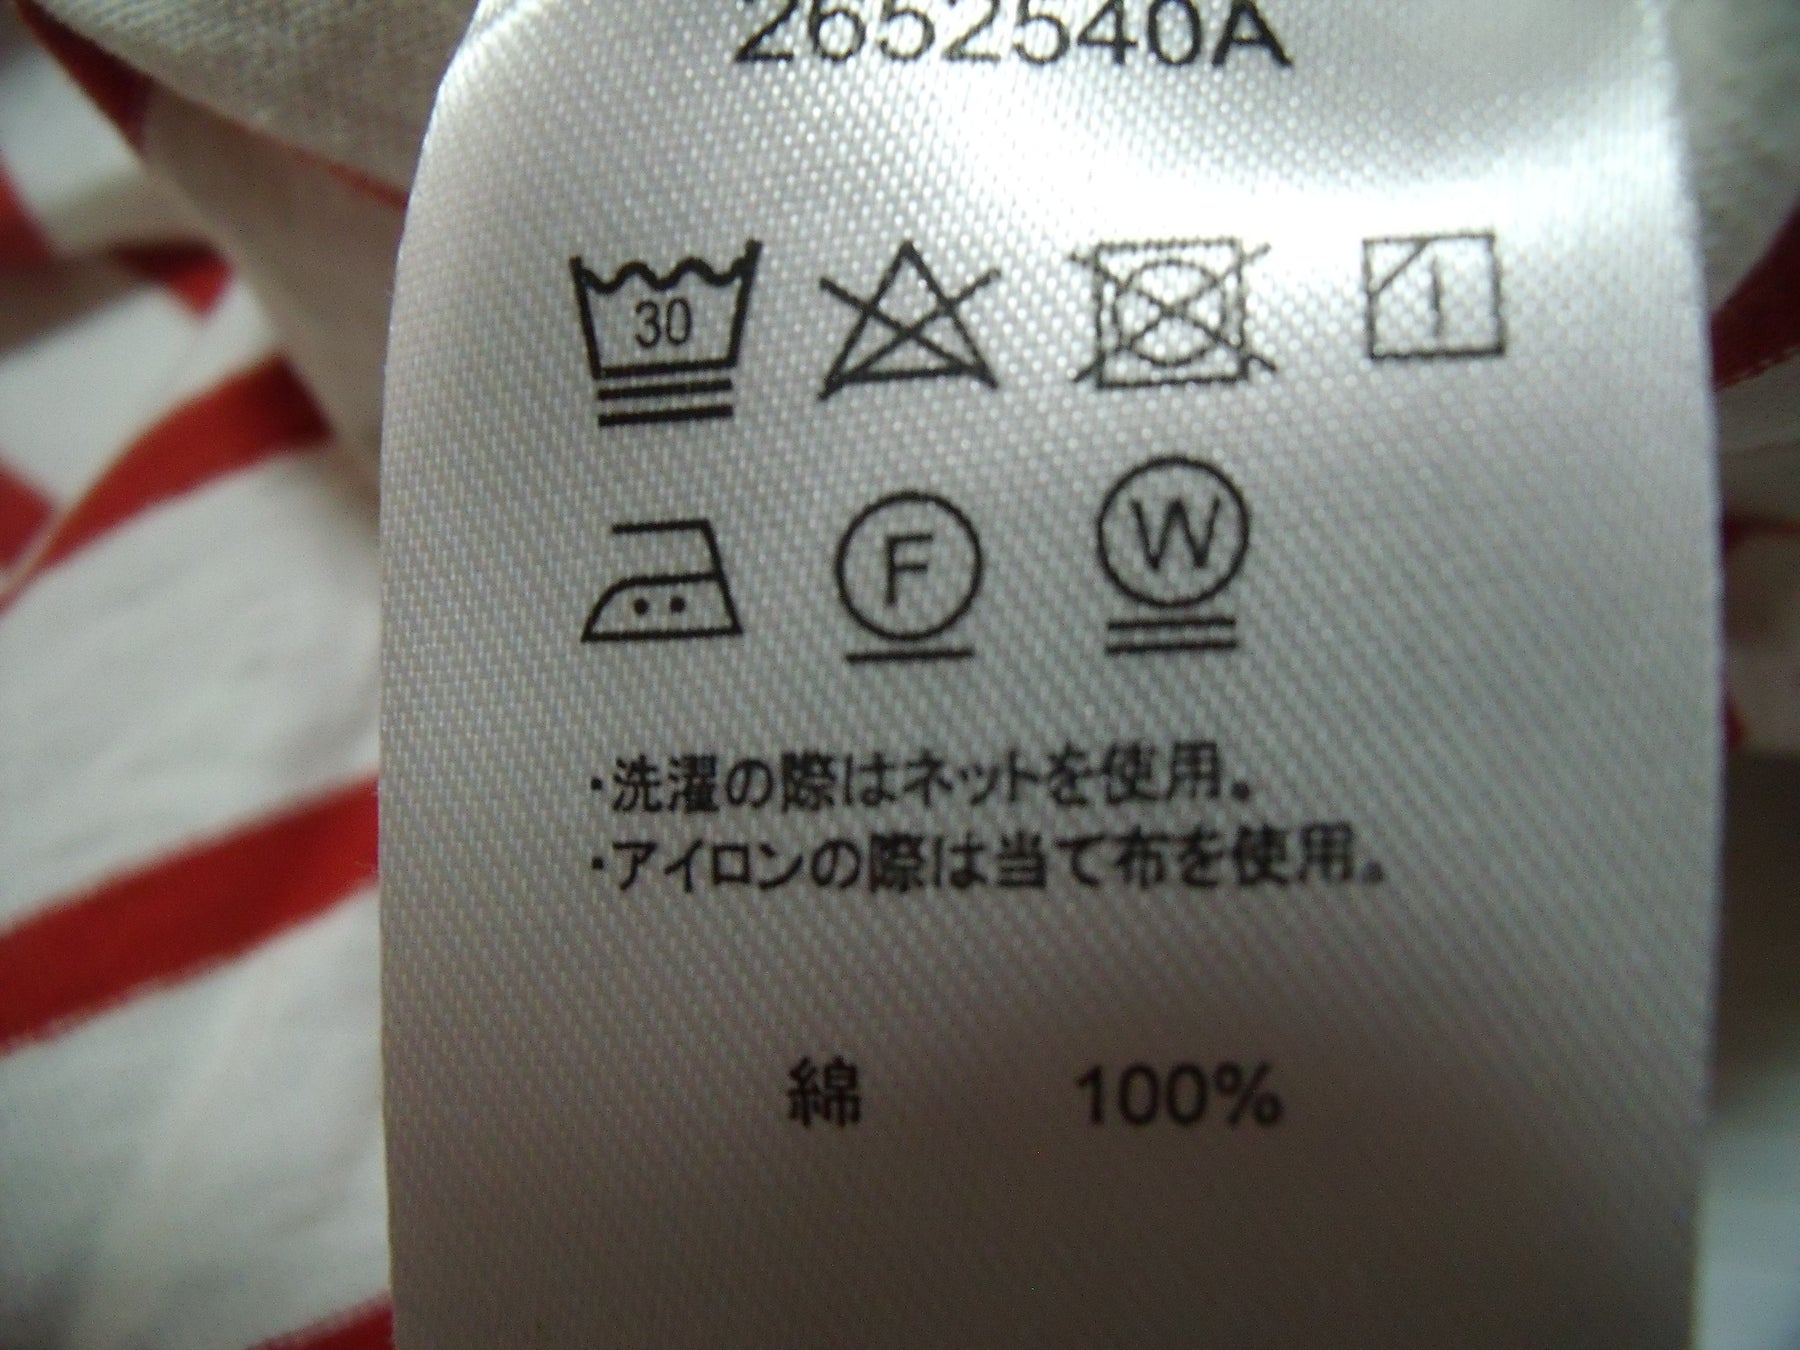 2652540A
30
F W
・洗濯の際はネットを使用。
・アイロンの際は当て布を使用。
綿 100%